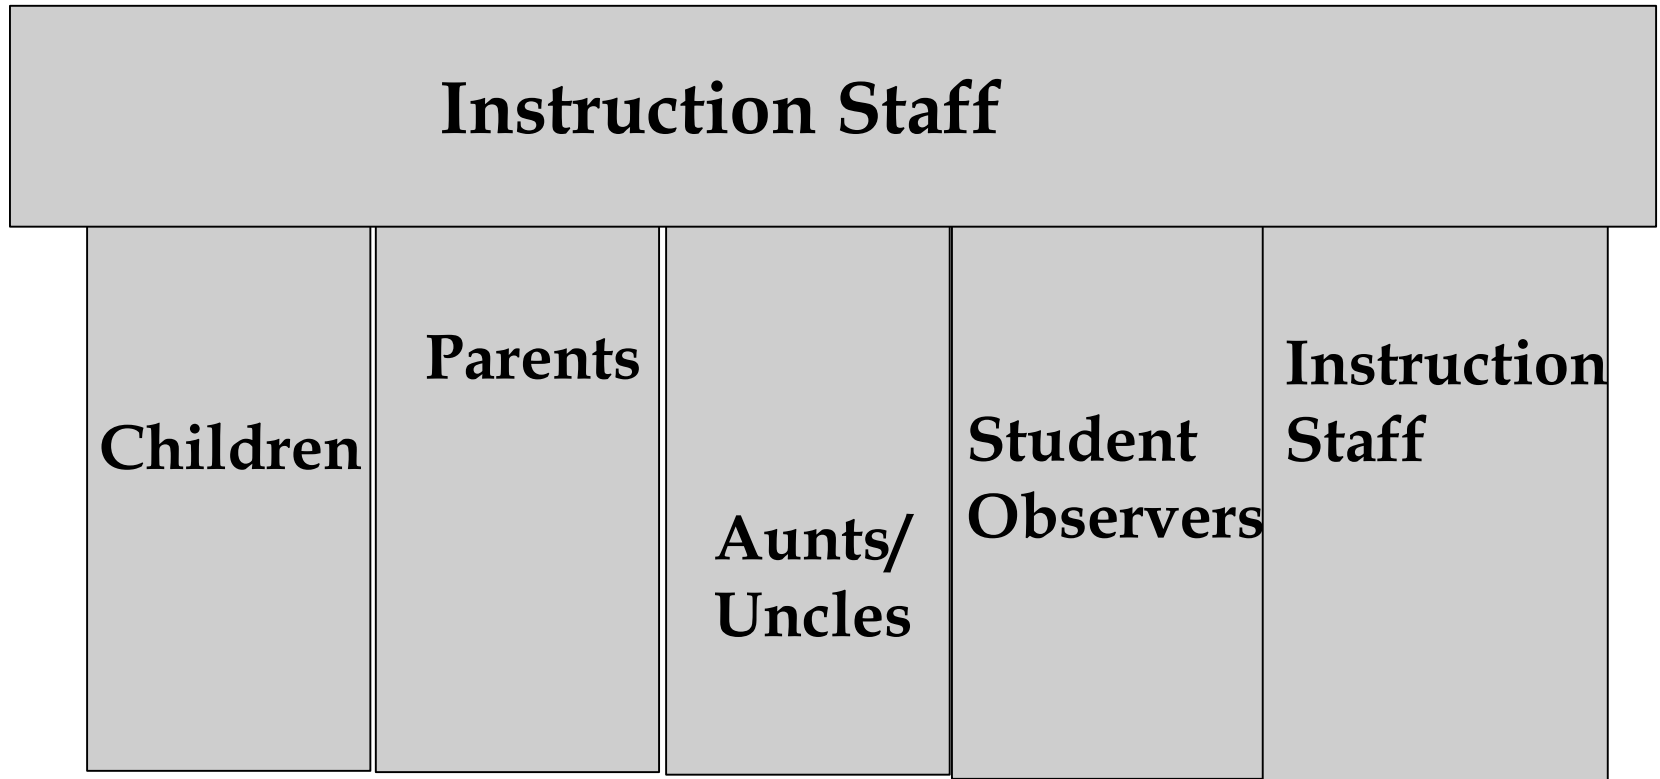 Instruction Staff
Children
Parents
Aunts/
Uncles
Student
Observers
Instruction
Staff